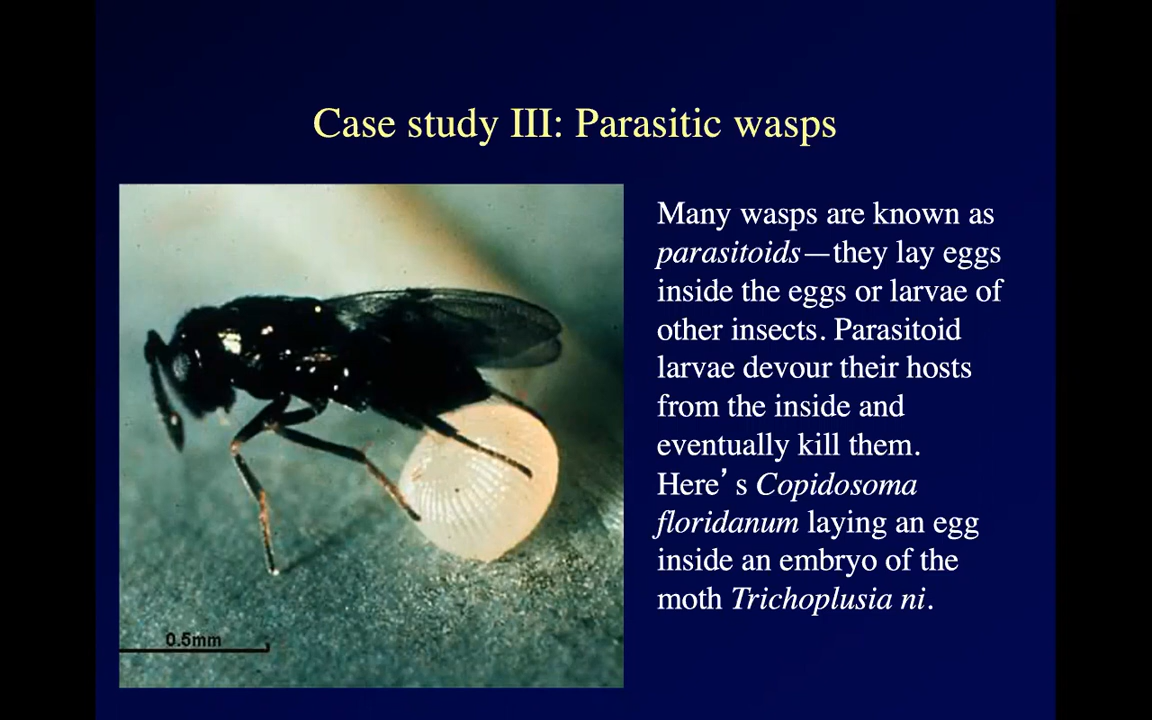 Case study III: Parasitic wasps
Many wasps are known as
parasitoids—they lay eggs
inside the eggs or larvae of
other insects. Parasitoid
larvae devour their hosts
from the inside and
eventually kill them.
Here’s Copidosoma
floridanum laying an egg
inside an embryo of the
moth Trichoplusia ni.
0.5mm